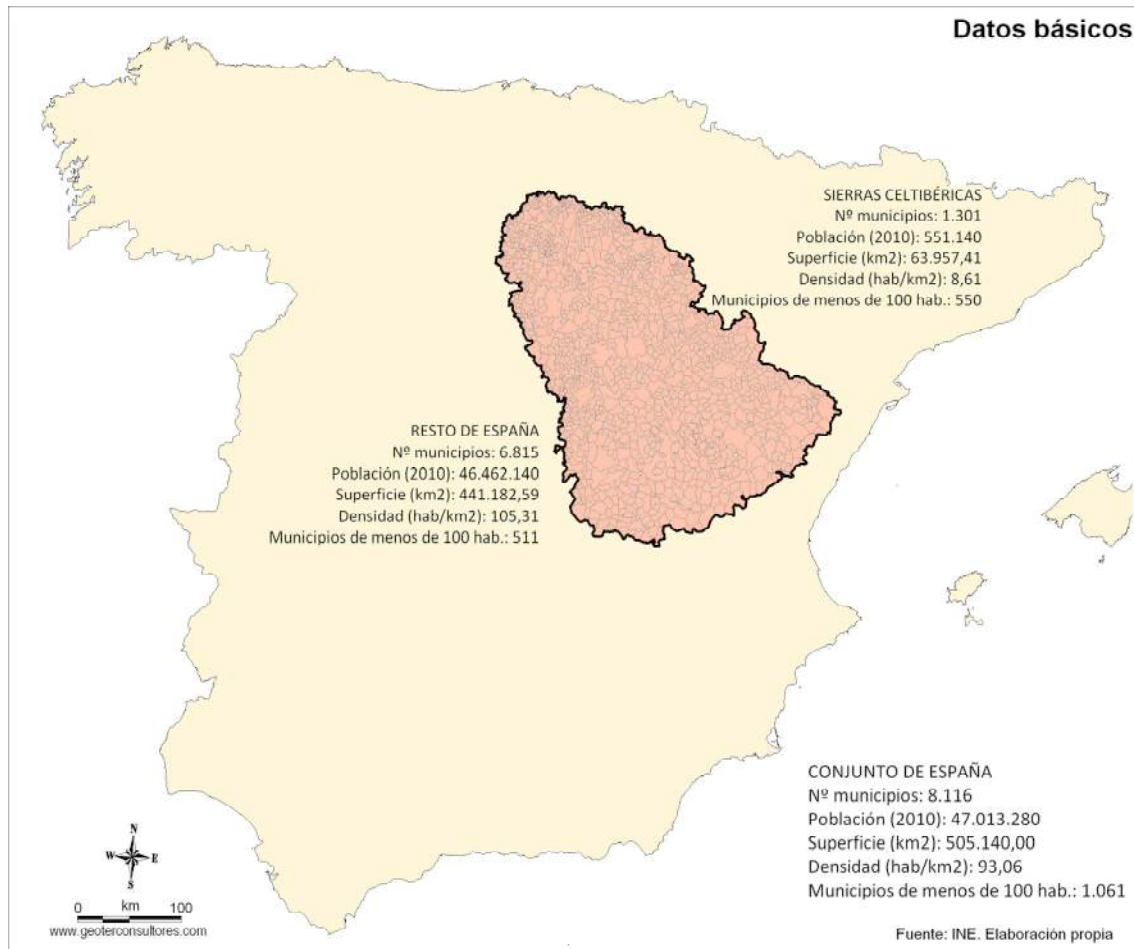 Datos básicos
SIERRAS CELTIBÉRICAS
Nº municipios: 1.301
Población (2010): 551.140
Superficie (km2): 63.957,41
Densidad (hab/km2): 8,61
Municipios de menos de 100 hab.: 550
RESTO DE ESPAÑA
Nº municipios: 6.815
Población (2010): 46.462.140
Superficie (km2): 441.182,59
Densidad (hab/km2): 105,31
Municipios de menos de 100 hab.: 511
CONJUNTO DE ESPAÑA
Nº municipios: 8.116
Población (2010): 47.013.280
Superficie (km2): 505.140,00
Densidad (hab/km2): 93,06
Municipios de menos de 100 hab.: 1.061
N
W E
S
0 km 100
www.geoterconsultores.com
Fuente: INE. Elaboración propia